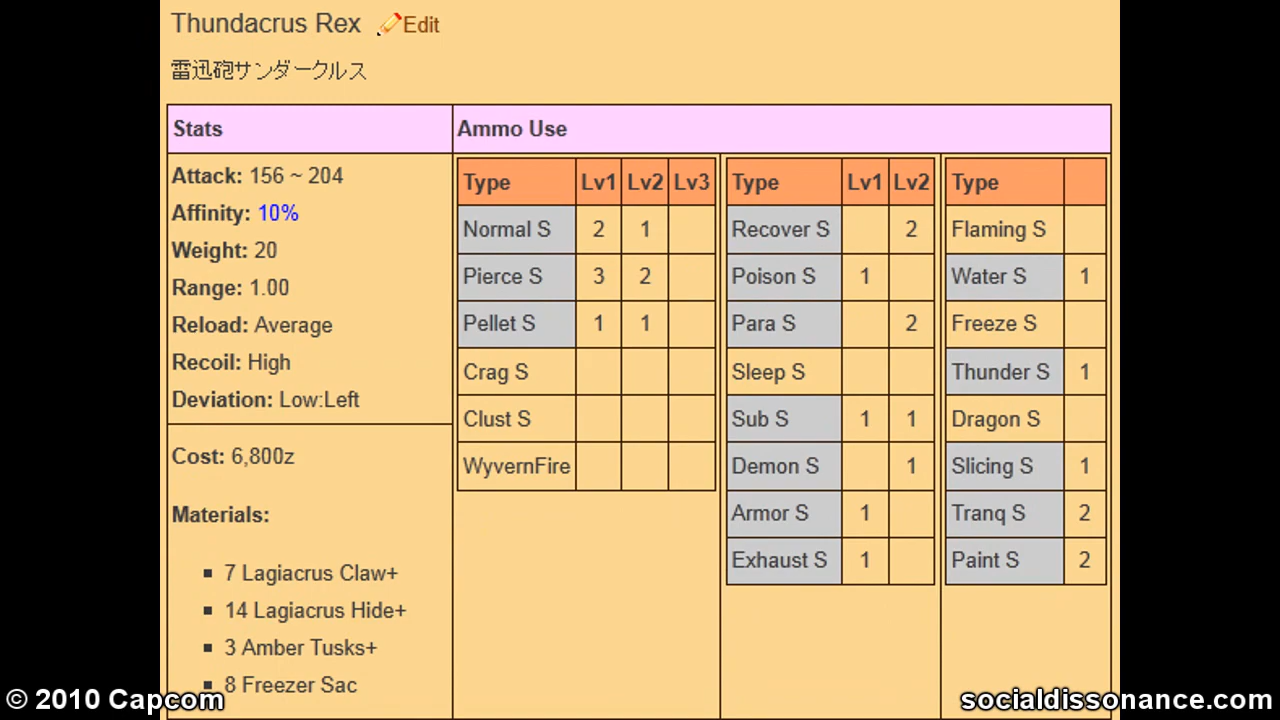 Thundacrus Rex Edit
雷迅砲サンダークルス
Stats Ammo Use
Attack: 156 ~ 204
Affinity: 10%
Weight: 20
Range: 1.00
Reload: Average
Recoil: High
Deviation: Low:Left
Cost: 6,800z
Materials:
7 Lagiacrus Claw+
14 Lagiacrus Hide+
3 Amber Tusks+
8 Freezer Sac
Type Lv1 Lv2 Lv3
Normal S 2 1
Pierce S 3 2
Pellet S 1 1
Crag S
Clust S
WyvernFire
Type Lv1 Lv2
Recover S 2
Poison S 1
Para S 2
Sleep S
Sub S 1 1
Demon S 1
Armor S 1
Exhaust S 1
Type
Flaming S
Water S 1
Freeze S
Thunder S 1
Dragon S
Slicing S 1
Tranq S 2
Paint S 2
© 2010 Capcom
socialdissonance.com